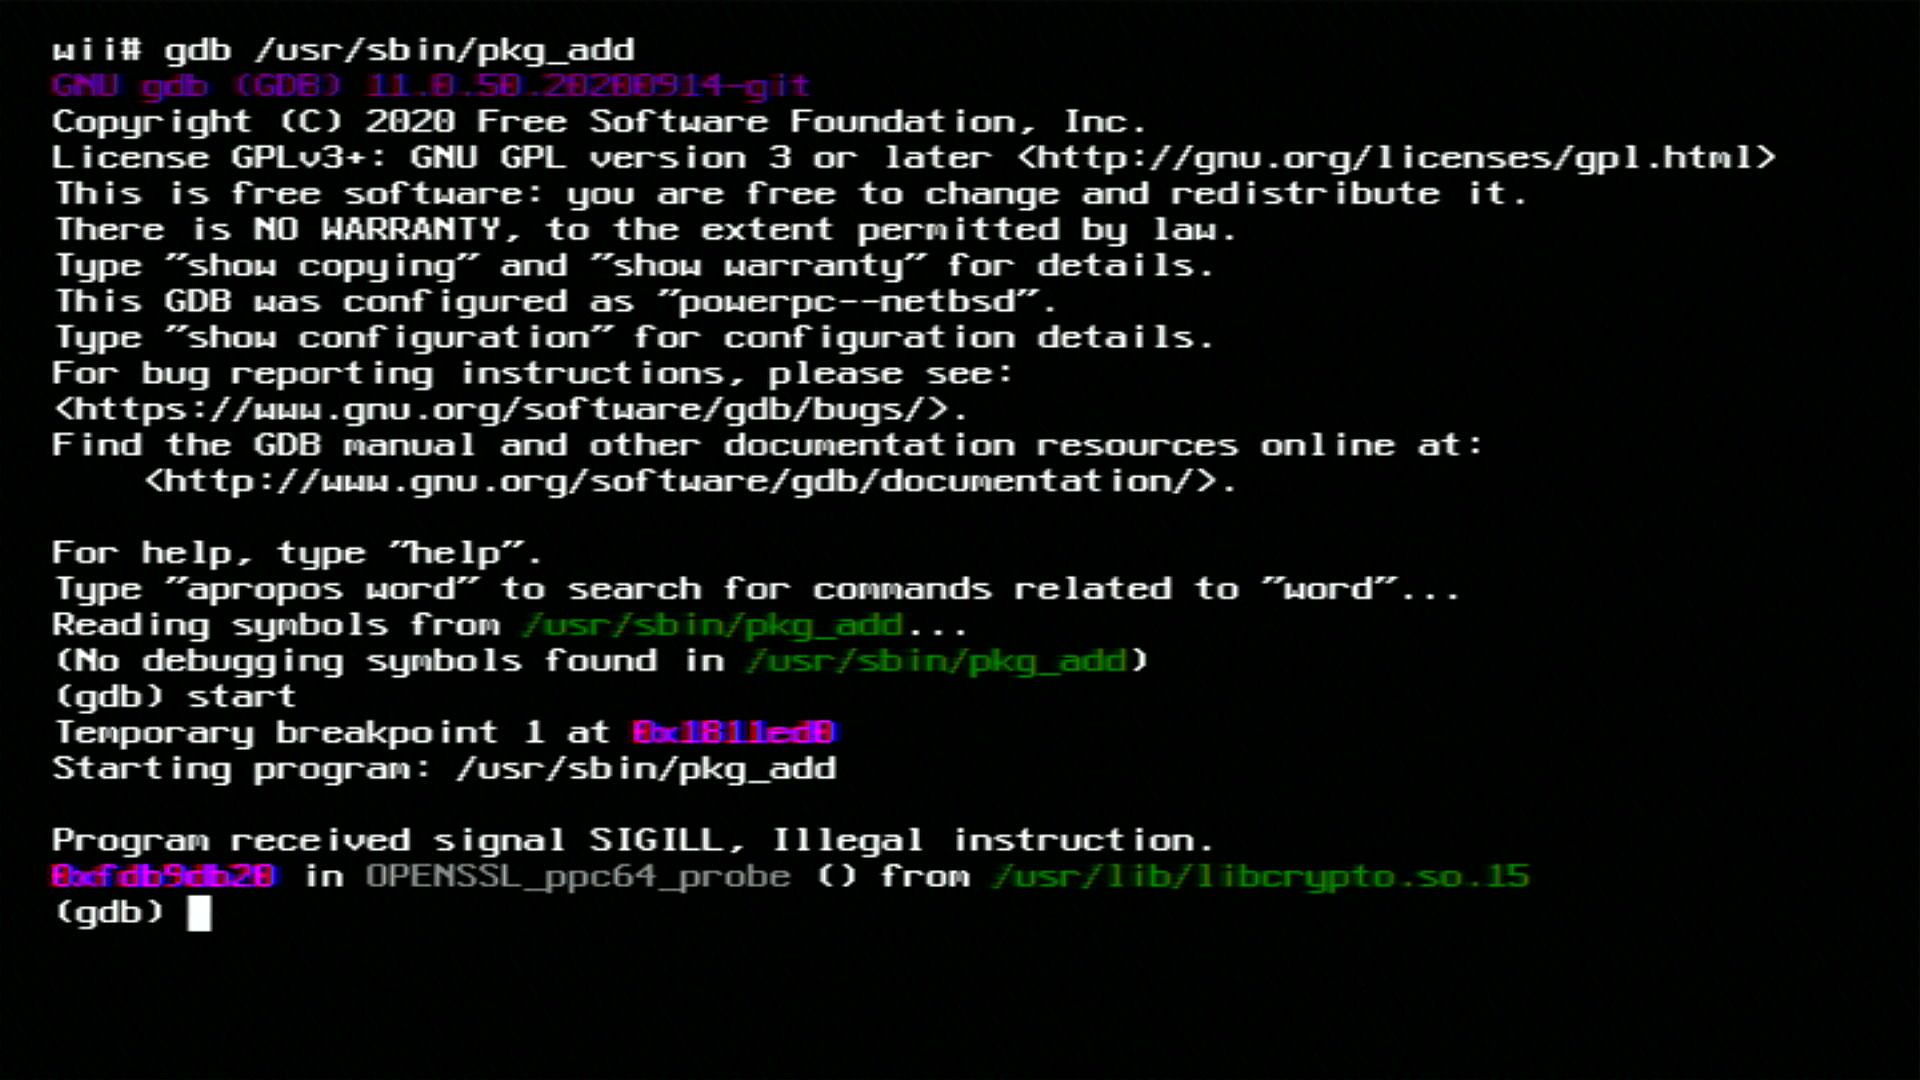 wii# gdb /usr/sbin/pkg_add
GNU gdb (GDB) 11.0.50.20200914-git
Copyright (C) 2020 Free Software Foundation, Inc.
License GPLv3+: GNU GPL version 3 or later <http://gnu.org/licenses/gpl.html>
This is free software: you are free to change and redistribute it.
There is NO WARRANTY, to the extent permitted by law.
Type "show copying" and "show warranty" for details.
This GDB was configured as "powerpc--netbsd".
Type "show configuration" for configuration details.
For bug reporting instructions, please see:
<https://www.gnu.org/software/gdb/bugs/>.
Find the GDB manual and other documentation resources online at:
    <http://www.gnu.org/software/gdb/documentation/>.

For help, type "help".
Type "apropos word" to search for commands related to "word"...
Reading symbols from /usr/sbin/pkg_add...
(No debugging symbols found in /usr/sbin/pkg_add)
(gdb) start
Temporary breakpoint 1 at 0x1811ed0
Starting program: /usr/sbin/pkg_add

Program received signal SIGILL, Illegal instruction.
0xfdb9db20 in OPENSSL_ppc64_probe () from /usr/lib/libcrypto.so.15
(gdb)